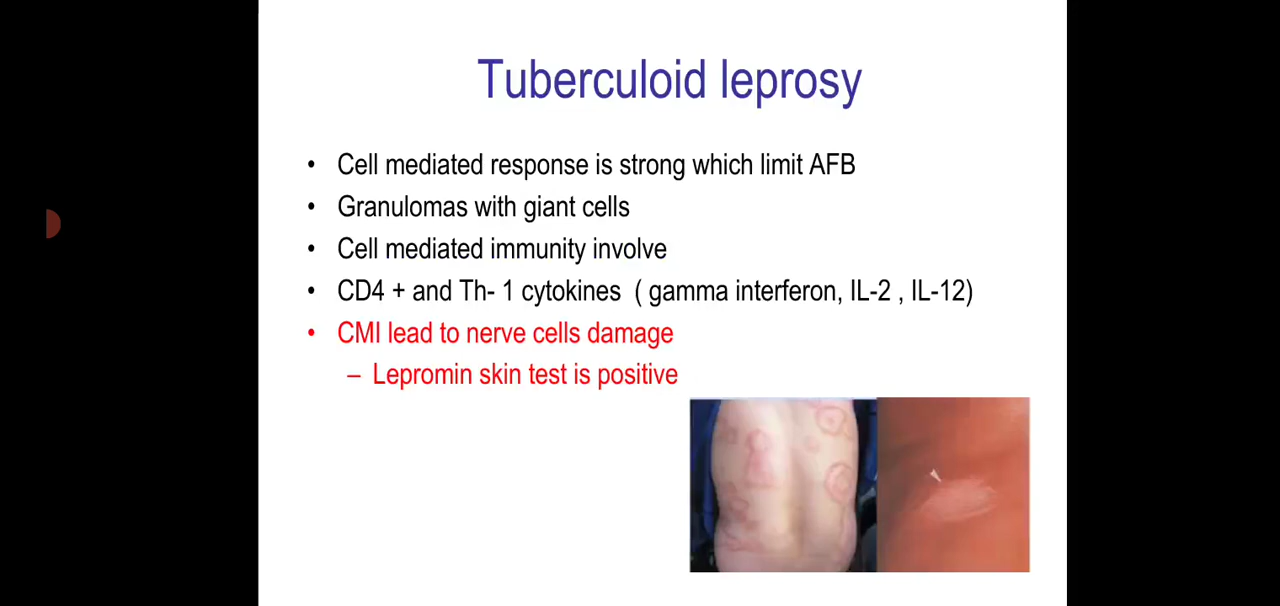 Tuberculoid leprosy
• Cell mediated response is strong which limit AFB
• Granulomas with giant cells
• Cell mediated immunity involve
• CD4 + and Th- 1 cytokines ( gamma interferon, IL-2 , IL-12)
• CMI lead to nerve cells damage
– Lepromin skin test is positive